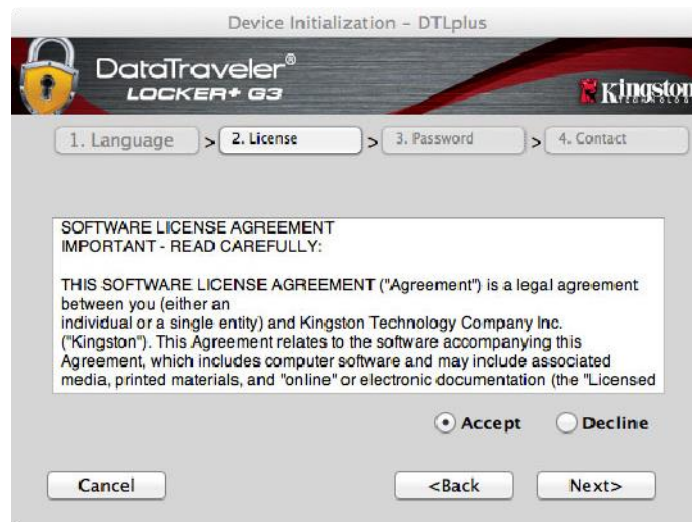 Device Initialization – DTLplus
DataTraveler®
LOCKER+ G3
Kingston
TECHNOLOGY
1. Language > 2. License > 3. Password > 4. Contact
SOFTWARE LICENSE AGREEMENT
IMPORTANT - READ CAREFULLY:
THIS SOFTWARE LICENSE AGREEMENT ("Agreement") is a legal agreement
between you (either an
individual or a single entity) and Kingston Technology Company Inc.
("Kingston"). This Agreement relates to the software accompanying this
Agreement, which includes computer software and may include associated
media, printed materials, and "online" or electronic documentation (the "Licensed
Accept Decline
Cancel <Back Next>